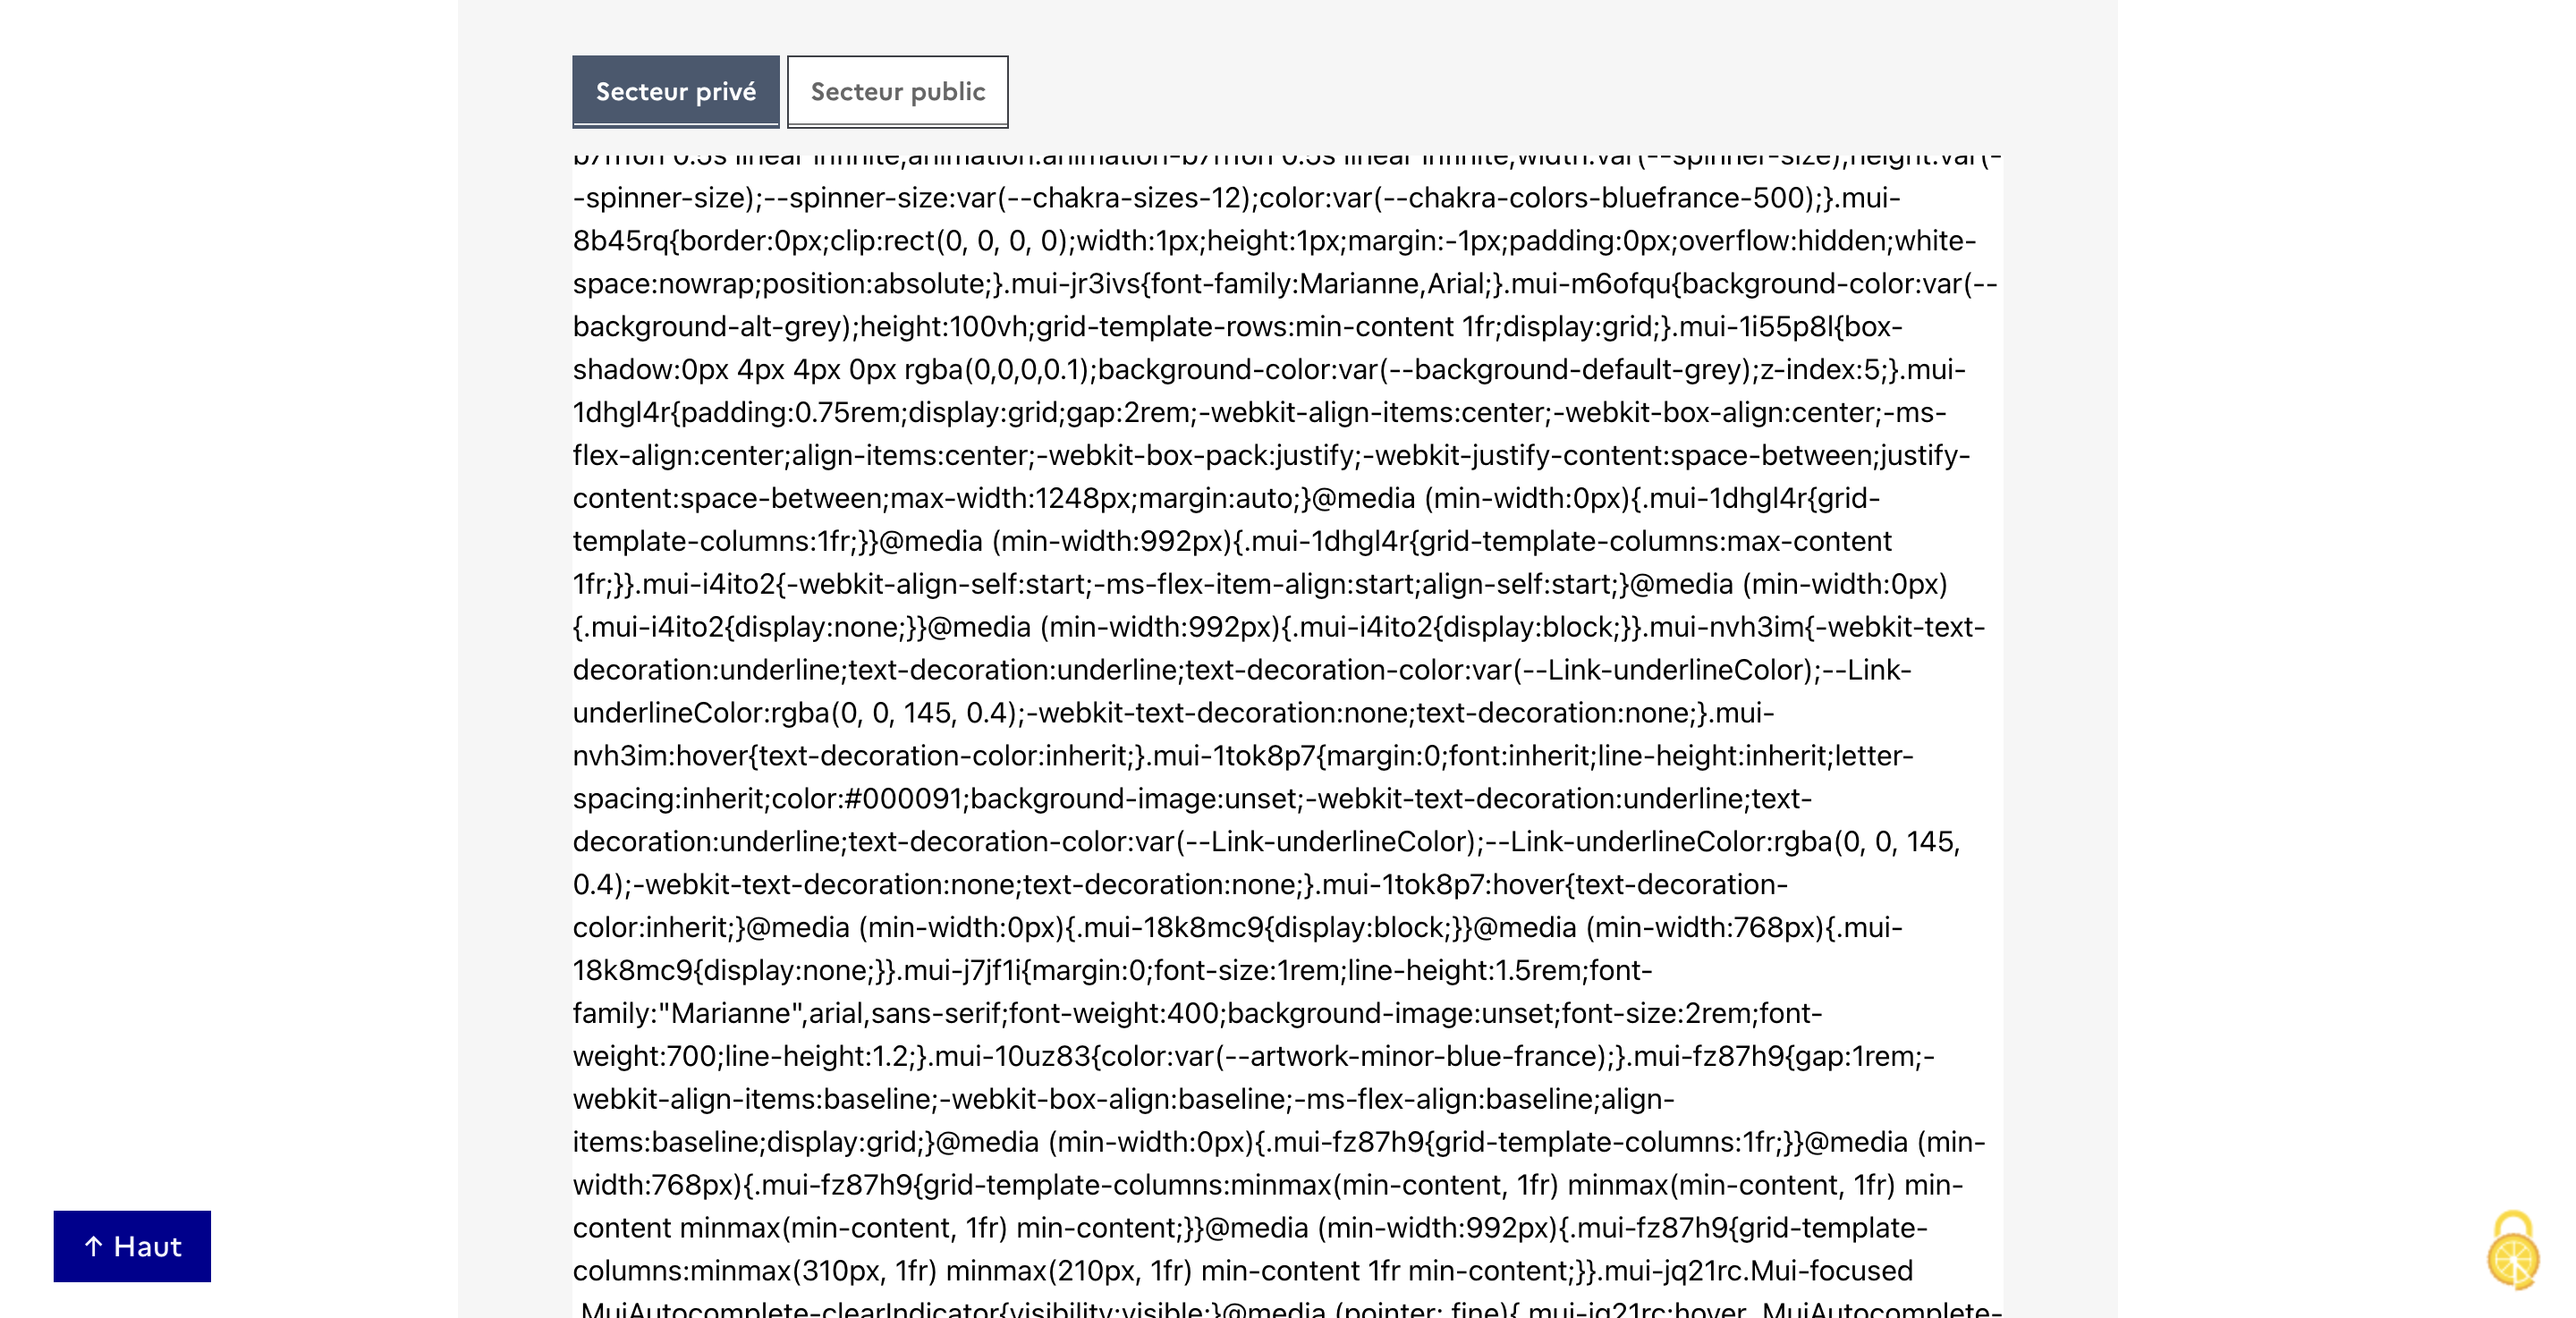 Secteur privé
Secteur public
-spinner-size);--spinner-size:var(--chakra-sizes-12);color:var(--chakra-colors-bluefrance-500);}.mui-
8b45rq{border:0px;clip:rect(0, 0, 0, 0);width:1px;height:1px;margin:-1px;padding:0px;overflow:hidden;white-
space:nowrap;position:absolute;}.mui-jr3ivs{font-family:Marianne,Arial;}.mui-m6ofqu{background-color:var(--
background-alt-grey);height:100vh;grid-template-rows:min-content 1fr;display:grid;}.mui-1i55p8l{box-
shadow:0px 4px 4px 0px rgba(0,0,0,0.1);background-color:var(--background-default-grey);z-index:5;}.mui-
1dhgl4r{padding:0.75rem;display:grid;gap:2rem;-webkit-align-items:center;-webkit-box-align:center;-ms-
flex-align:center;align-items:center;-webkit-box-pack:justify;-webkit-justify-content:space-between;justify-
content:space-between;max-width:1248px;margin:auto;}@media (min-width:0px){.mui-1dhgl4r{grid-
template-columns:1fr;}}@media (min-width:992px){.mui-1dhgl4r{grid-template-columns:max-content
1fr;}}.mui-i4ito2{-webkit-align-self:start;-ms-flex-item-align:start;align-self:start;}@media (min-width:0px)
{.mui-i4ito2{display:none;}}@media (min-width:992px){.mui-i4ito2{display:block;}}.mui-nvh3im{-webkit-text-
decoration:underline;text-decoration:underline;text-decoration-color:var(--Link-underlineColor);--Link-
underlineColor:rgba(0, 0, 145, 0.4);-webkit-text-decoration:none;text-decoration:none;}.mui-
nvh3im:hover{text-decoration-color:inherit;}.mui-1tok8p7{margin:0;font:inherit;line-height:inherit;letter-
spacing:inherit;color:#000091;background-image:unset;-webkit-text-decoration:underline;text-
decoration:underline;text-decoration-color:var(--Link-underlineColor);--Link-underlineColor:rgba(0, 0, 145,
0.4);-webkit-text-decoration:none;text-decoration:none;}.mui-1tok8p7:hover{text-decoration-
color:inherit;}@media (min-width:0px){.mui-18k8mc9{display:block;}}@media (min-width:768px){.mui-
18k8mc9{display:none;}}.mui-j7jf1i{margin:0;font-size:1rem;line-height:1.5rem;font-
family:"Marianne",arial,sans-serif;font-weight:400;background-image:unset;font-size:2rem;font-
weight:700;line-height:1.2;}.mui-10uz83{color:var(--artwork-minor-blue-france);}.mui-fz87h9{gap:1rem;-
webkit-align-items:baseline;-webkit-box-align:baseline;-ms-flex-align:baseline;align-
items:baseline;display:grid;}@media (min-width:0px){.mui-fz87h9{grid-template-columns:1fr;}}@media (min-
width:768px){.mui-fz87h9{grid-template-columns:minmax(min-content, 1fr) minmax(min-content, 1fr) min-
content minmax(min-content, 1fr) min-content;}}@media (min-width:992px){.mui-fz87h9{grid-template-
columns:minmax(310px, 1fr) minmax(210px, 1fr) min-content 1fr min-content;}}.mui-jq21rc.Mui-focused
.MuiAutocomplete-clearIndicator{visibility:visible;}@media (pointer: fine){.mui-jq21rc:hover .MuiAutocomplete-
↑ Haut